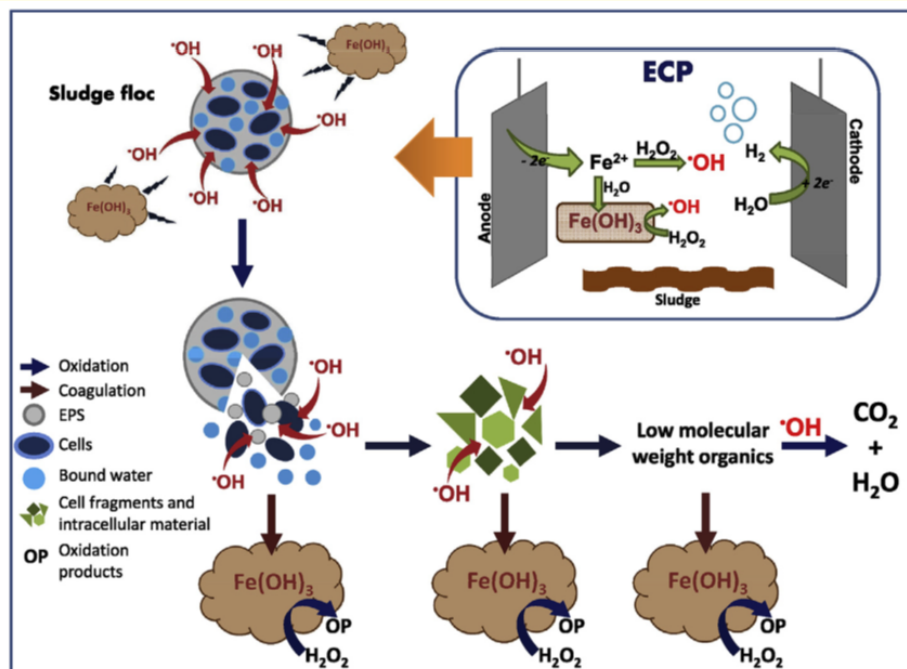 •OH
•OH
Fe(OH)3
Sludge floc
•OH
•OH
•OH
•OH
•OH
Fe(OH)3
ECP
Anode
- 2e-
Fe2+
H2O2
•OH
H2O
Fe(OH)3
•OH
H2O2
H2
H2O
+ 2e-
Cathode
Sludge
Oxidation
Coagulation
EPS
Cells
Bound water
Cell fragments and
intracellular material
OP
Oxidation
products
•OH
•OH
•OH
•OH
•OH
Low molecular
weight organics
•OH
CO2
+
H2O
Fe(OH)3
OP
H2O2
Fe(OH)3
OP
H2O2
Fe(OH)3
OP
H2O2